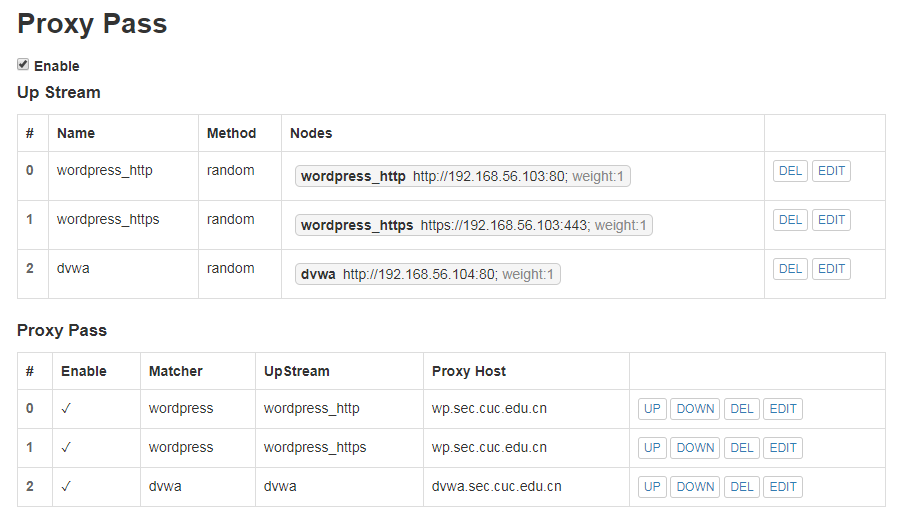 Proxy Pass
Enable
Up Stream
# Name Method Nodes
0 wordpress_http random wordpress_http http://192.168.56.103:80; weight:1 DEL EDIT
1 wordpress_https random wordpress_https https://192.168.56.103:443; weight:1 DEL EDIT
2 dvwa random dvwa http://192.168.56.104:80; weight:1 DEL EDIT
Proxy Pass
# Enable Matcher UpStream Proxy Host
0 ✓ wordpress wordpress_http wp.sec.cuc.edu.cn UP DOWN DEL EDIT
1 ✓ wordpress wordpress_https wp.sec.cuc.edu.cn UP DOWN DEL EDIT
2 ✓ dvwa dvwa dvwa.sec.cuc.edu.cn UP DOWN DEL EDIT